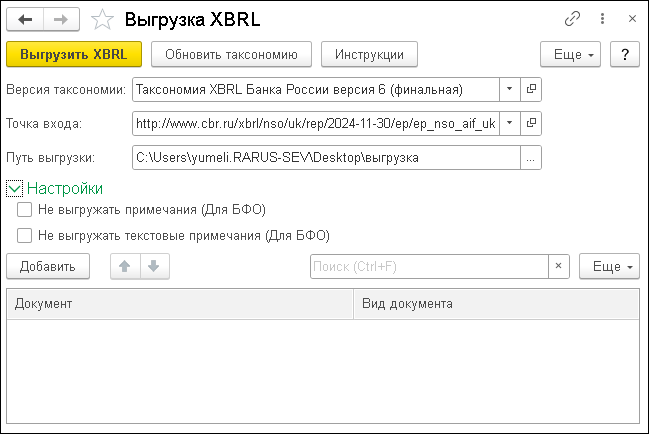 Выгрузка XBRL
Выгрузить XBRL Обновить таксономию Инструкции Еще ?
Версия таксономии: Таксономия XBRL Банка России версия 6 (финальная)
Точка входа: http://www.cbr.ru/xbrl/nso/uk/rep/2024-11-30/ep/ep_nso_aif_uk
Путь выгрузки: C:\Users\yumeli.RARUS-SEV\Desktop\выгрузка ...
Настройки
Не выгружать примечания (Для БФО)
Не выгружать текстовые примечания (Для БФО)
Добавить Поиск (Ctrl+F) × Еще
Документ Вид документа